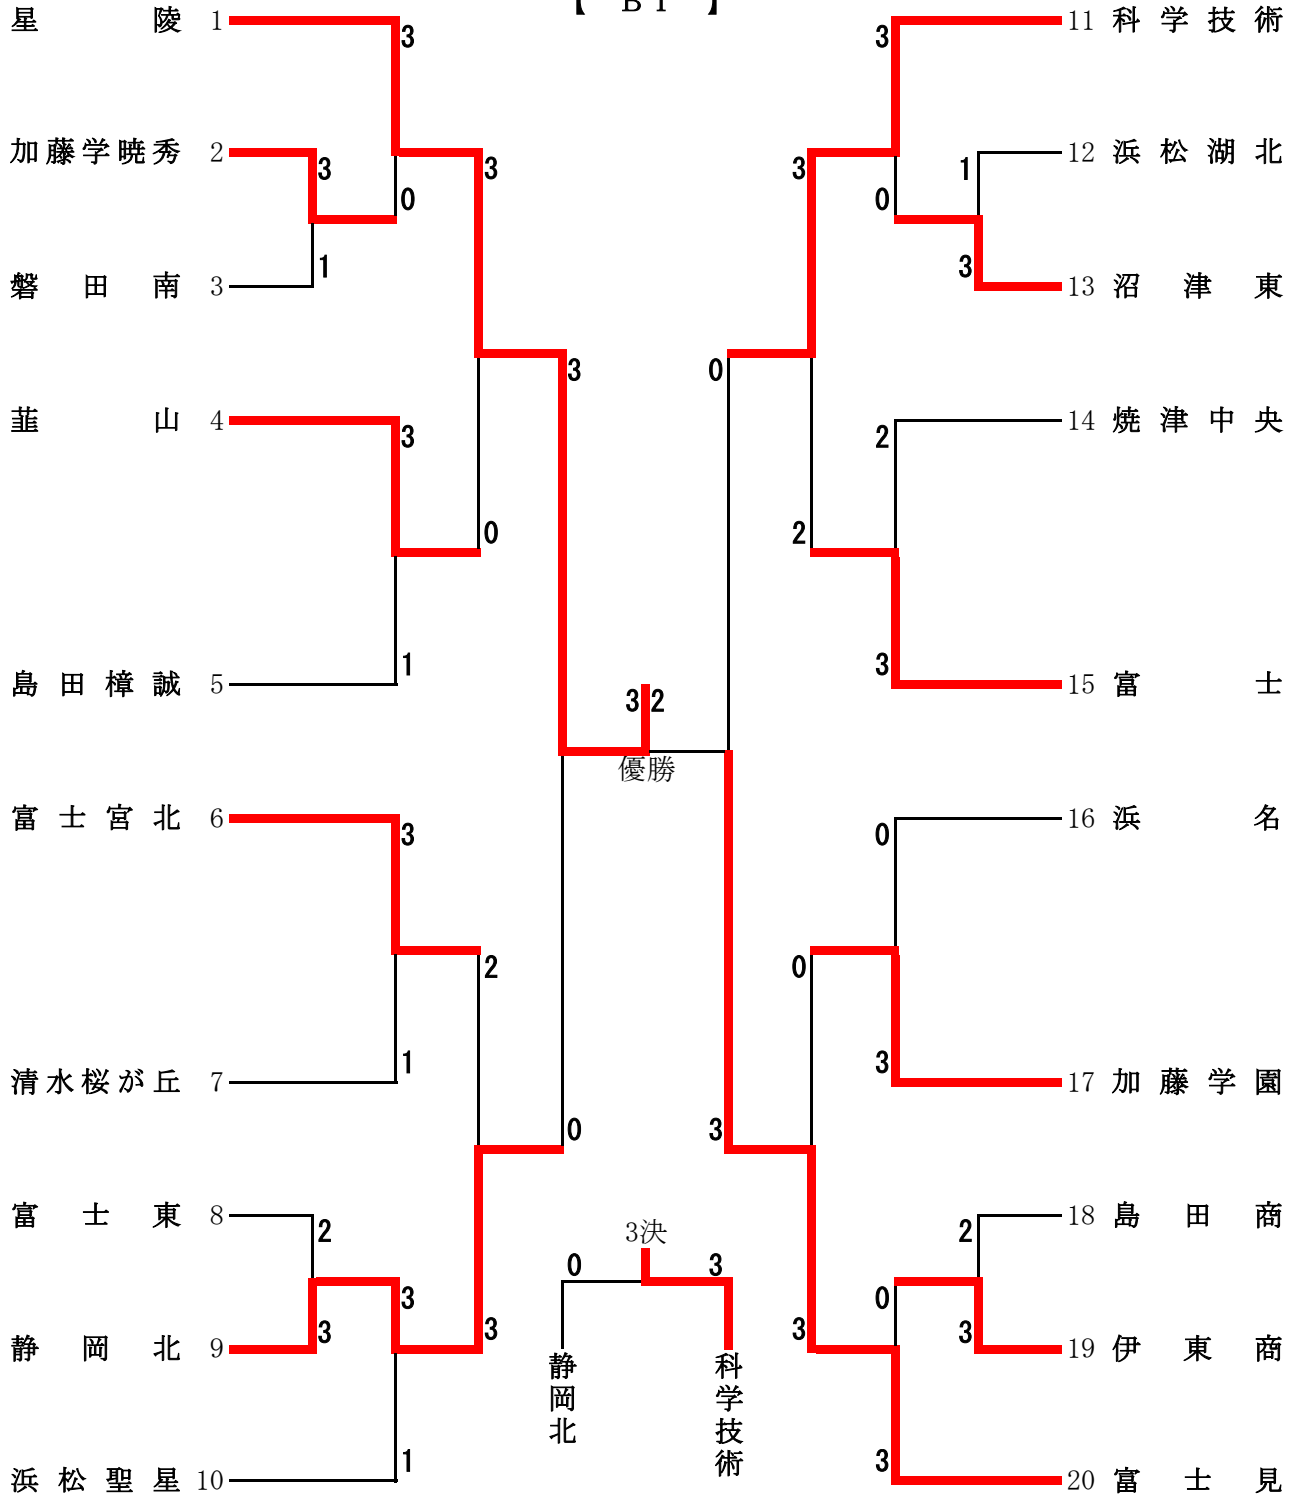 【 B1 】
星陵 1
3
加藤学暁秀 2
3
3
0
磐田南 3
1
韮山 4
3
0
島田樟誠 5
1
3
富士宮北 6
3
2
清水桜が丘 7
1
0
富士東 8
2
3
静岡北 9
3
3
浜松聖星 10
1
3 2
優勝
3決
0 3
静岡北
科学技術
11 科学技術
3
12 浜松湖北
1
3
0
13 沼津東
3
0
14 焼津中央
2
2
15 富士
3
16 浜名
0
0
17 加藤学園
3
3
18 島田商
2
0
19 伊東商
3
3
20 富士見
3